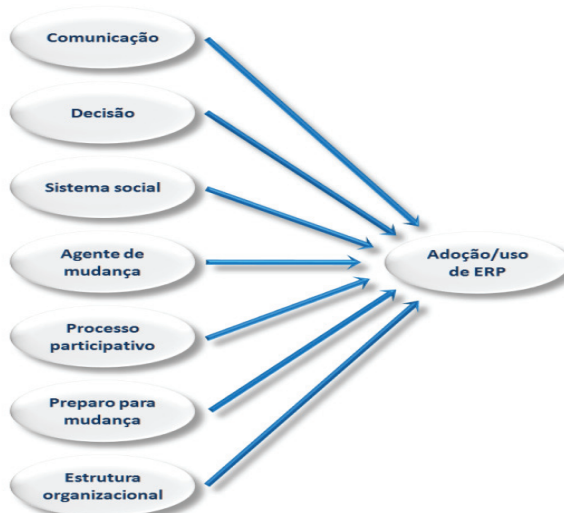 Comunicação
Decisão
Sistema social
Agente de
mudança
Adoção/uso
de ERP
Processo
participativo
Preparo para
mudança
Estrutura
organizacional